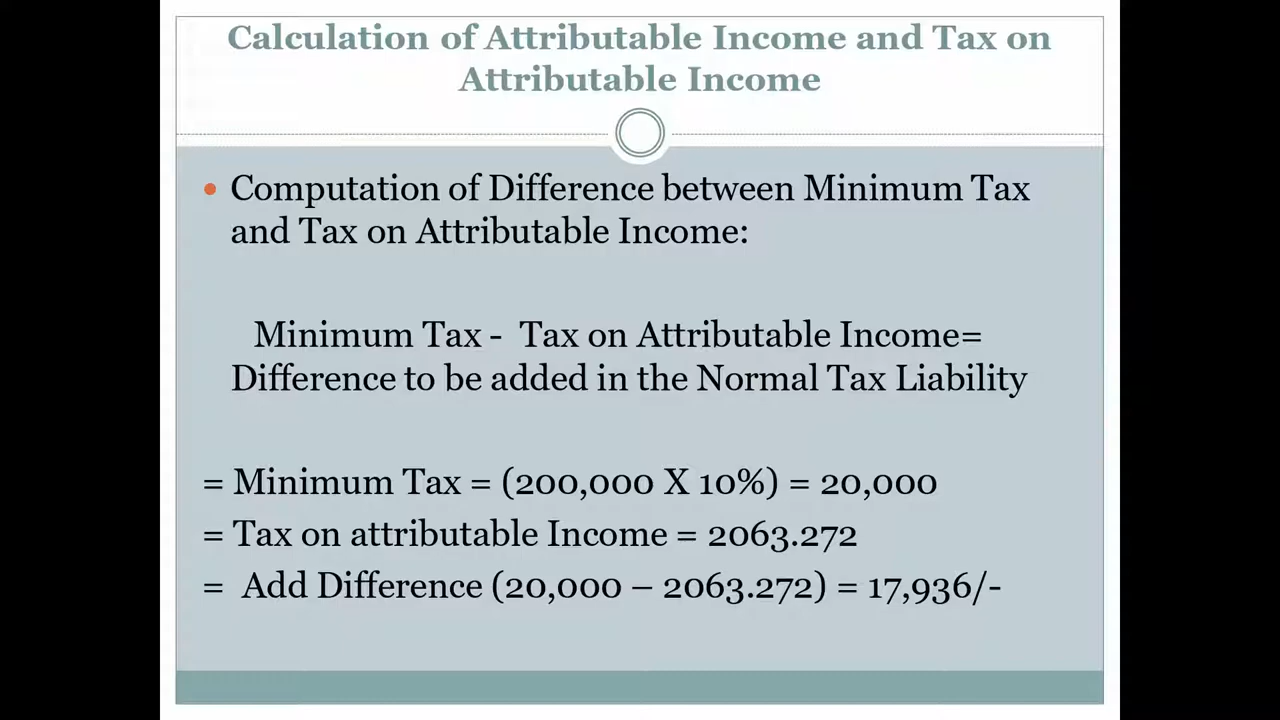 Calculation of Attributable Income and Tax on
Attributable Income
• Computation of Difference between Minimum Tax
and Tax on Attributable Income:
Minimum Tax - Tax on Attributable Income=
Difference to be added in the Normal Tax Liability
= Minimum Tax = (200,000 X 10%) = 20,000
= Tax on attributable Income = 2063.272
= Add Difference (20,000 – 2063.272) = 17,936/-